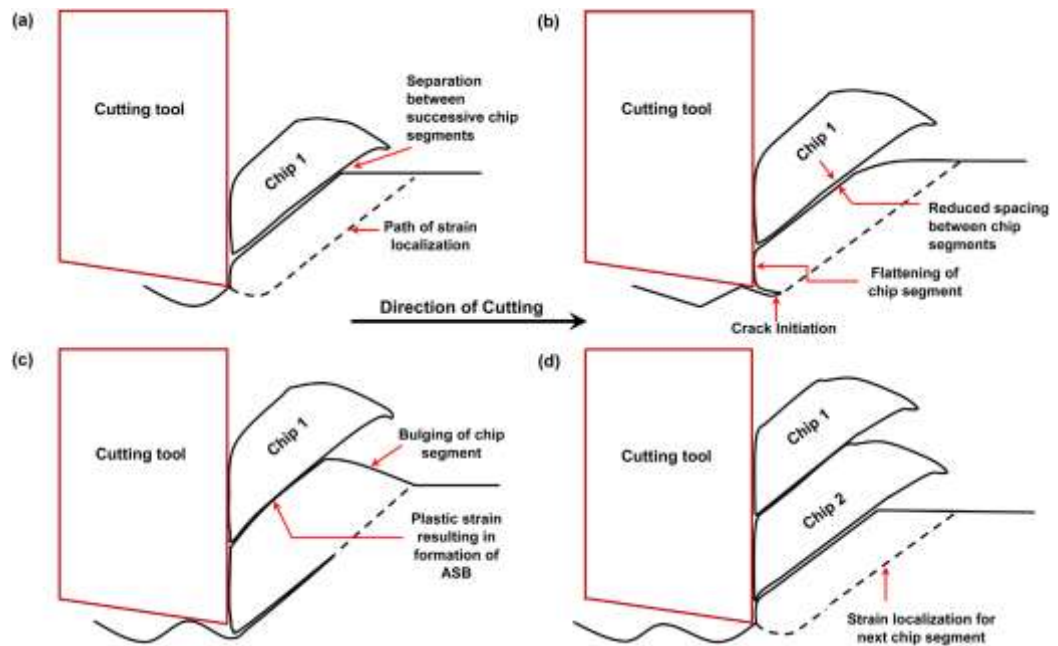 (a)
Cutting tool
Separation
between
successive chip
segments
Chip 1
Path of strain
localization
(b)
Cutting tool
Chip 1
Reduced spacing
between chip
segments
Flattening of
chip segment
Crack Initiation
Direction of Cutting
(c)
Cutting tool
Chip 1
Bulging of chip
segment
Plastic strain
resulting in
formation of
ASB
(d)
Cutting tool
Chip 1
Chip 2
Strain localization for
next chip segment